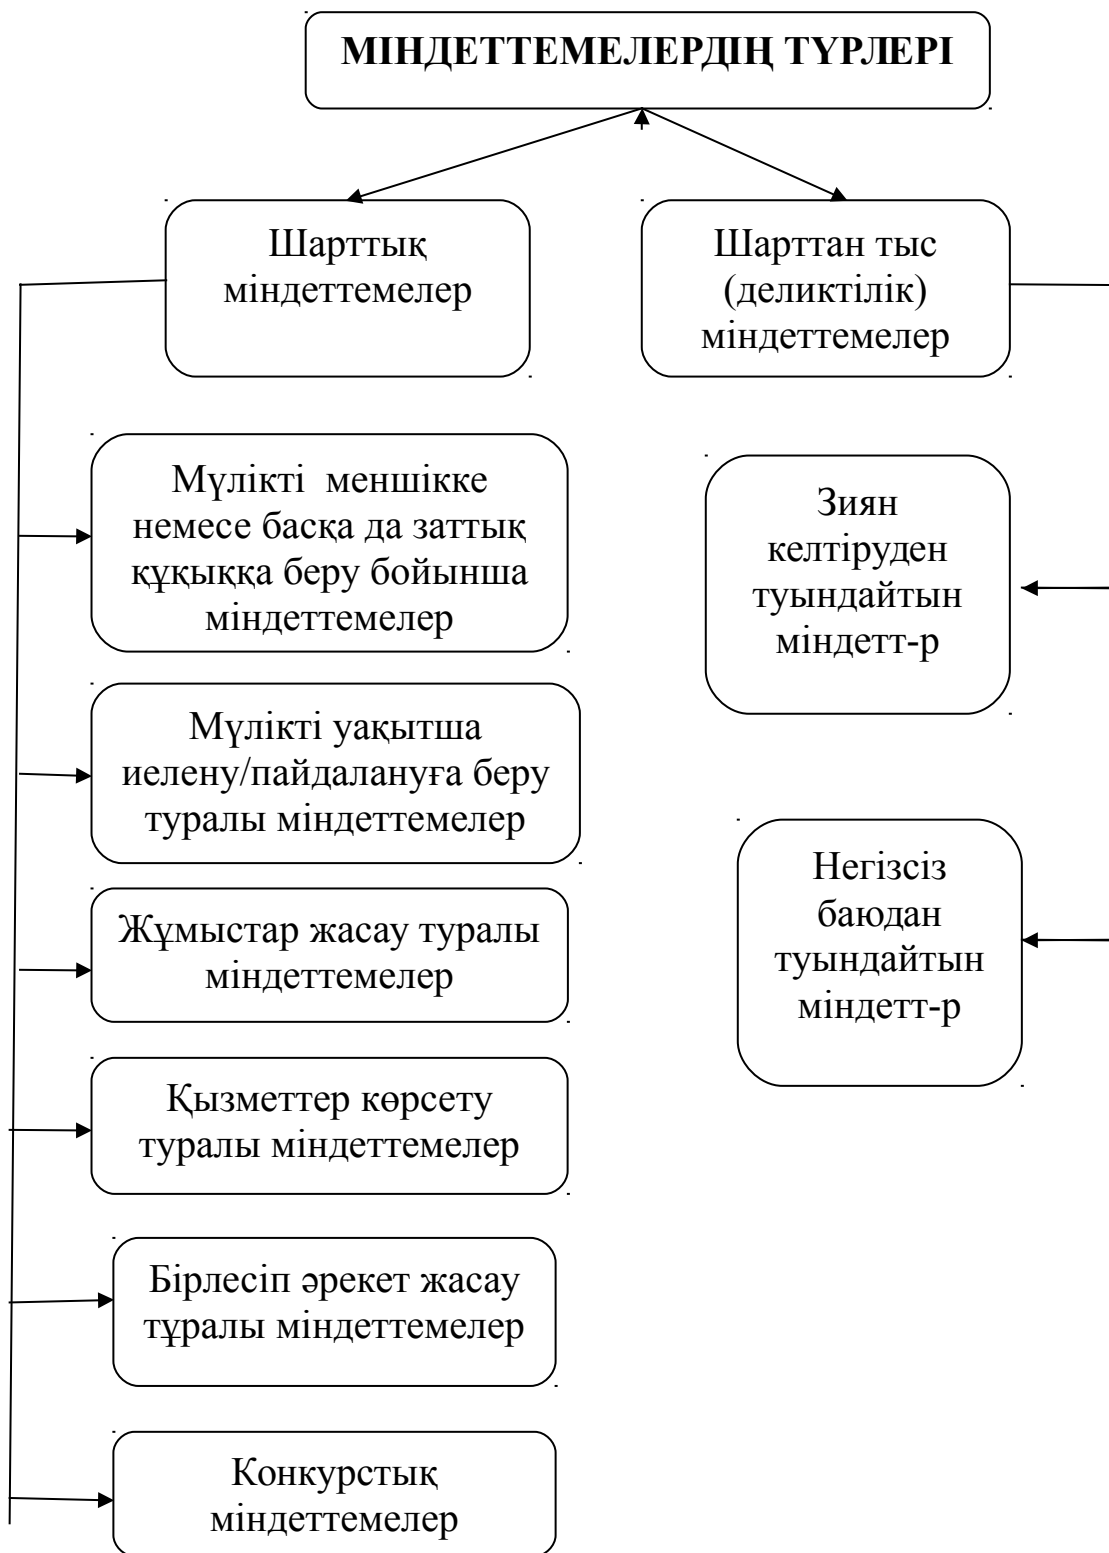 МІНДЕТТЕМЕЛЕРДІҢ ТҮРЛЕРІ
Шарттық
міндеттемелер
Шарттан тыс
(деликтілік)
міндеттемелер
Мүлікті меншікке
немесе басқа да заттық
құқыққа беру бойынша
міндеттемелер
Мүлікті уақытша
иелену/пайдалануға беру
туралы міндеттемелер
Жұмыстар жасау туралы
міндеттемелер
Қызметтер көрсету
туралы міндеттемелер
Бірлесіп әрекет жасау
тұралы міндеттемелер
Конкурстық
міндеттемелер
Зиян
келтіруден
туындайтын
міндетт-р
Негізсіз
баюдан
туындайтын
міндетт-р